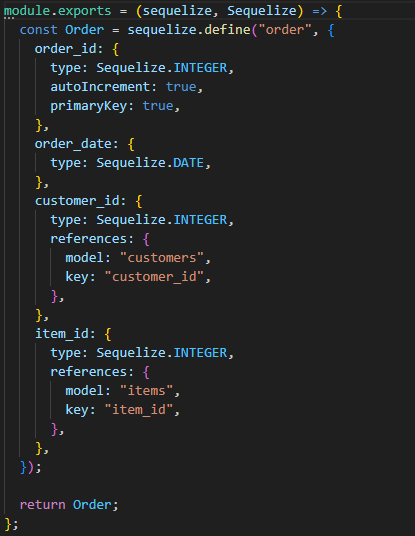 module.exports = (sequelize, Sequelize) => {
  const Order = sequelize.define("order", {
    order_id: {
      type: Sequelize.INTEGER,
      autoIncrement: true,
      primaryKey: true,
    },
    order_date: {
      type: Sequelize.DATE,
    },
    customer_id: {
      type: Sequelize.INTEGER,
      references: {
        model: "customers",
        key: "customer_id",
      },
    },
    item_id: {
      type: Sequelize.INTEGER,
      references: {
        model: "items",
        key: "item_id",
      },
    },
  });

  return Order;
};